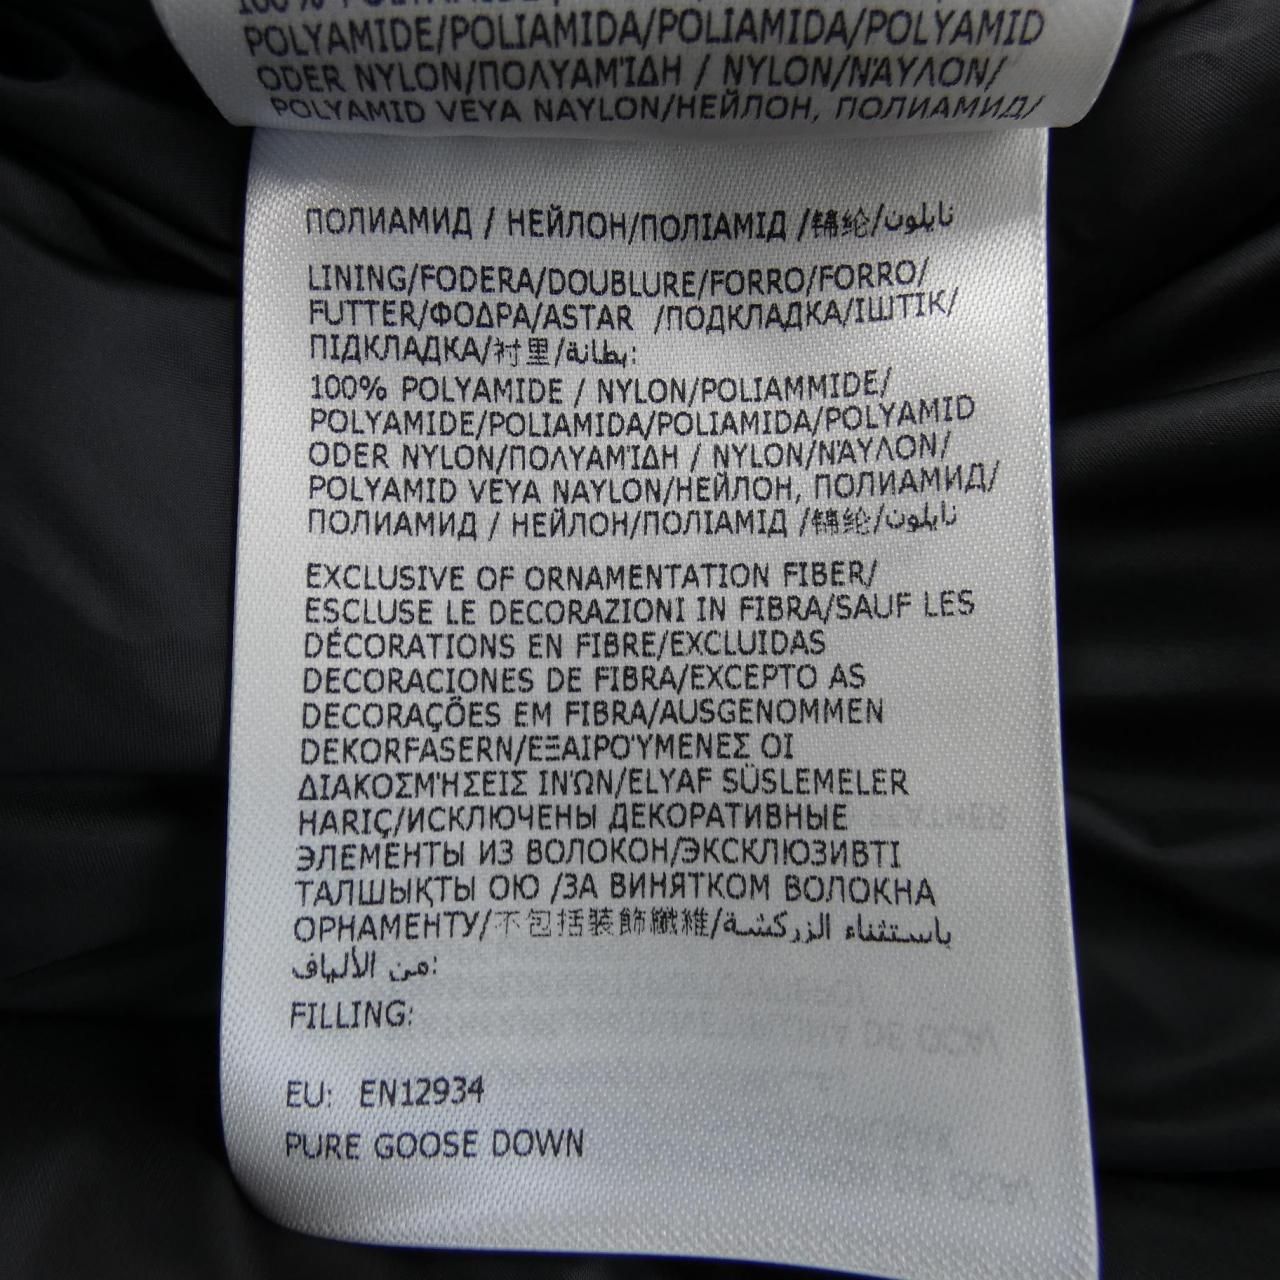 POLYAMIDE/POLIAMIDA/POLIAMIDA/POLYAMID
ODER NYLON/ΠΟΛΥΑΜΊΔΗ / NYLON/ΝΆΥΛΟΝ/
POLYAMID VEYA NAYLON/НЕЙЛОН, ПОЛИАМИД/
ПОЛИАМИД / НЕЙЛОН/ПОЛІАМІД /锦纶/نايلون
LINING/FODERA/DOUBLURE/FORRO/FORRO/
FUTTER/ΦΟΔΡΑ/ASTAR /ПОДКЛАДКА/ІШТІК/
ПІДКЛАДКА/衬里/بطانة:
100% POLYAMIDE / NYLON/POLIAMMIDE/
POLYAMIDE/POLIAMIDA/POLIAMIDA/POLYAMID
ODER NYLON/ΠΟΛΥΑΜΊΔΗ / NYLON/ΝΆΥΛΟΝ/
POLYAMID VEYA NAYLON/НЕЙЛОН, ПОЛИАМИД/
ПОЛИАМИД / НЕЙЛОН/ПОЛІАМІД /锦纶/نايلون
EXCLUSIVE OF ORNAMENTATION FIBER/
ESCLUSE LE DECORAZIONI IN FIBRA/SAUF LES
DÉCORATIONS EN FIBRE/EXCLUIDAS
DECORACIONES DE FIBRA/EXCEPTO AS
DECORAÇÕES EM FIBRA/AUSGENOMMEN
DEKORFASERN/ΕΞΑΙΡΟΎΜΕΝΕΣ ΟΙ
ΔΙΑΚΟΣΜΉΣΕΙΣ ΙΝΏΝ/ELYAF SÜSLEMELER
HARIÇ/ИСКЛЮЧЕНЫ ДЕКОРАТИВНЫЕ
ЭЛЕМЕНТЫ ИЗ ВОЛОКОН/ЭКСКЛЮЗИВТІ
ТАЛШЫҚТЫ ОЮ /ЗА ВИНЯТКОМ ВОЛОКНА
ОРНАМЕНТУ/不包括装飾纖維/باستثناء الزركشة
من الألياف:
FILLING:
EU: EN12934
PURE GOOSE DOWN